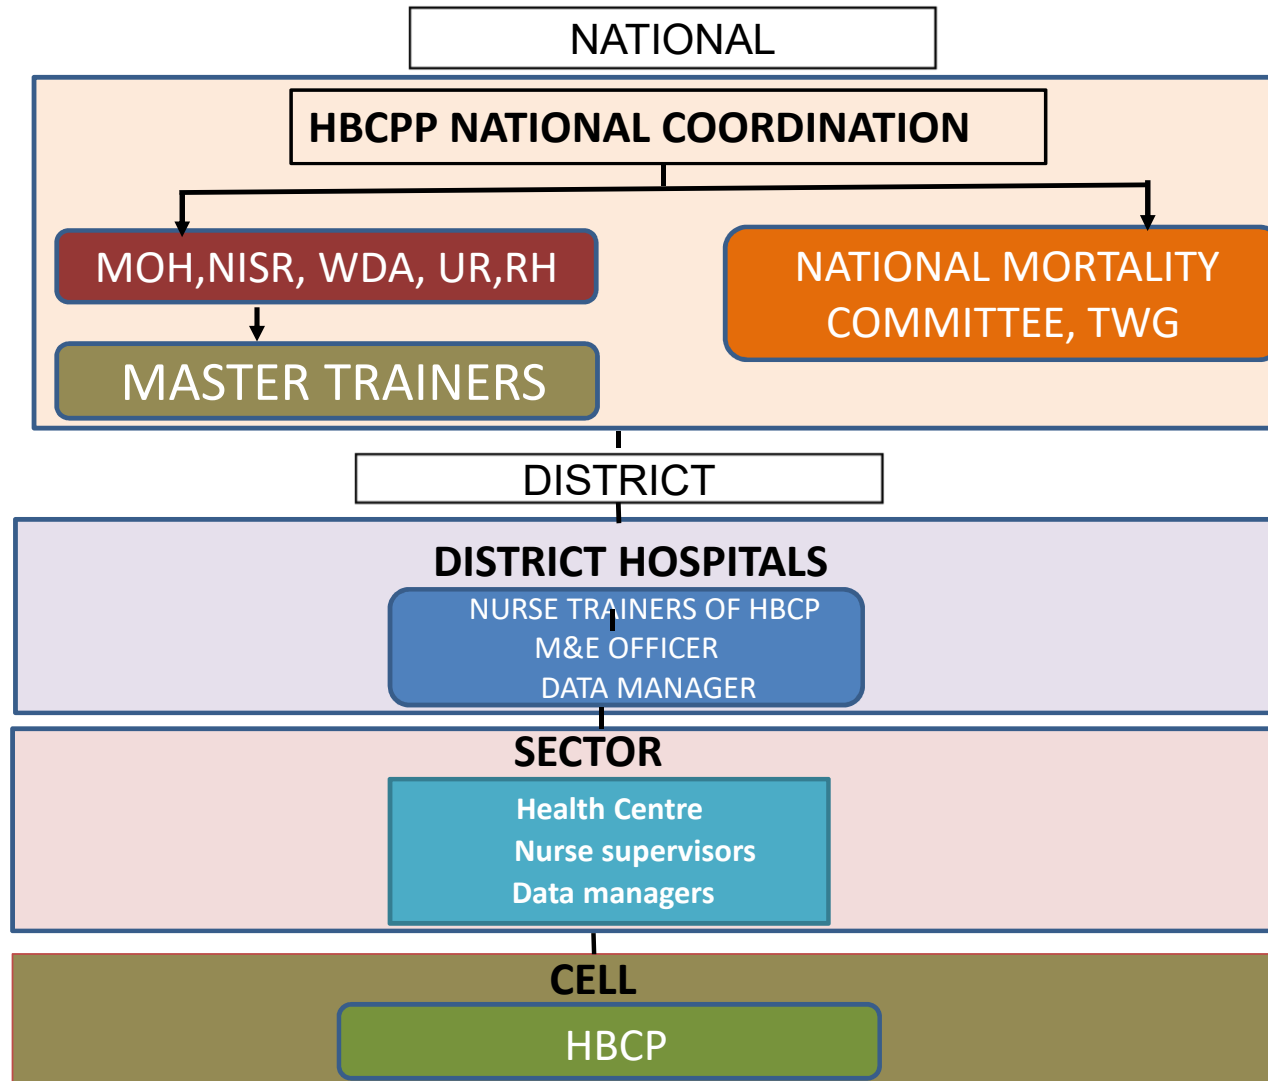 NATIONAL
HBCPP NATIONAL COORDINATION
MOH,NISR, WDA, UR,RH
NATIONAL MORTALITY
COMMITTEE, TWG
MASTER TRAINERS
DISTRICT
DISTRICT HOSPITALS
NURSE TRAINERS OF HBCP
M&E OFFICER
DATA MANAGER
SECTOR
Health Centre
Nurse supervisors
Data managers
CELL
HBCP